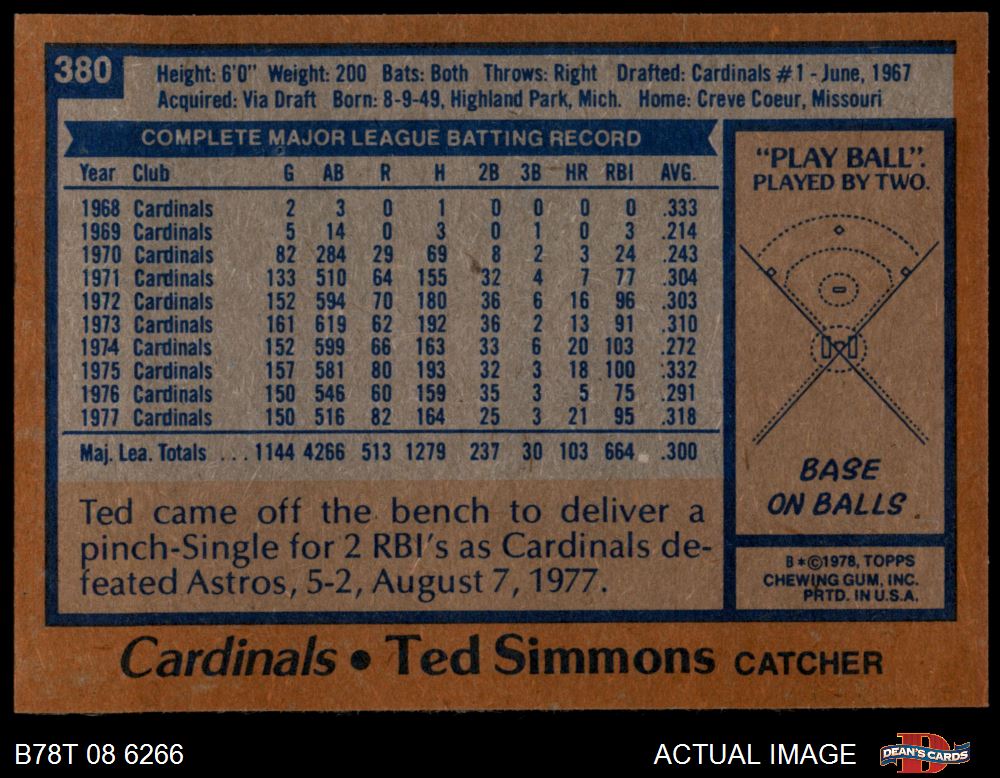 380
Height: 6'0" Weight: 200 Bats: Both Throws: Right Drafted: Cardinals #1 - June, 1967
Acquired: Via Draft Born: 8-9-49, Highland Park, Mich. Home: Creve Coeur, Missouri
COMPLETE MAJOR LEAGUE BATTING RECORD
Year Club G AB R H 2B 3B HR RBI AVG.
1968 Cardinals 2 3 0 1 0 0 0 0 .333
1969 Cardinals 5 14 0 3 0 1 0 3 .214
1970 Cardinals 82 284 29 69 8 2 3 24 .243
1971 Cardinals 133 510 64 155 32 4 7 77 .304
1972 Cardinals 152 594 70 180 36 6 16 96 .303
1973 Cardinals 161 619 62 192 36 2 13 91 .310
1974 Cardinals 152 599 66 163 33 6 20 103 .272
1975 Cardinals 157 581 80 193 32 3 18 100 .332
1976 Cardinals 150 546 60 159 35 3 5 75 .291
1977 Cardinals 150 516 82 164 25 3 21 95 .318
Maj. Lea. Totals ... 1144 4266 513 1279 237 30 103 664 .300
Ted came off the bench to deliver a
pinch-Single for 2 RBI's as Cardinals de-
feated Astros, 5-2, August 7, 1977.
"PLAY BALL".
PLAYED BY TWO.
BASE
ON BALLS
B*©1978, TOPPS
CHEWING GUM, INC.
PRTD. IN U.S.A.
Cardinals • Ted Simmons CATCHER
B78T 08 6266
ACTUAL IMAGE
D
DEAN'S CARDS